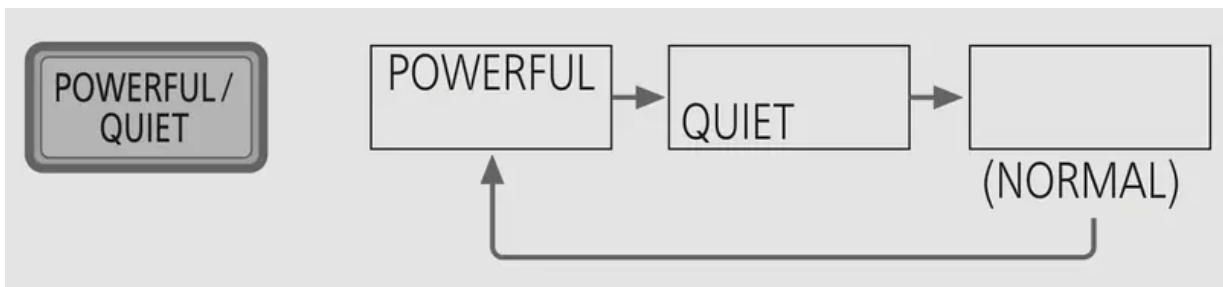 POWERFUL /
QUIET
POWERFUL
QUIET
(NORMAL)